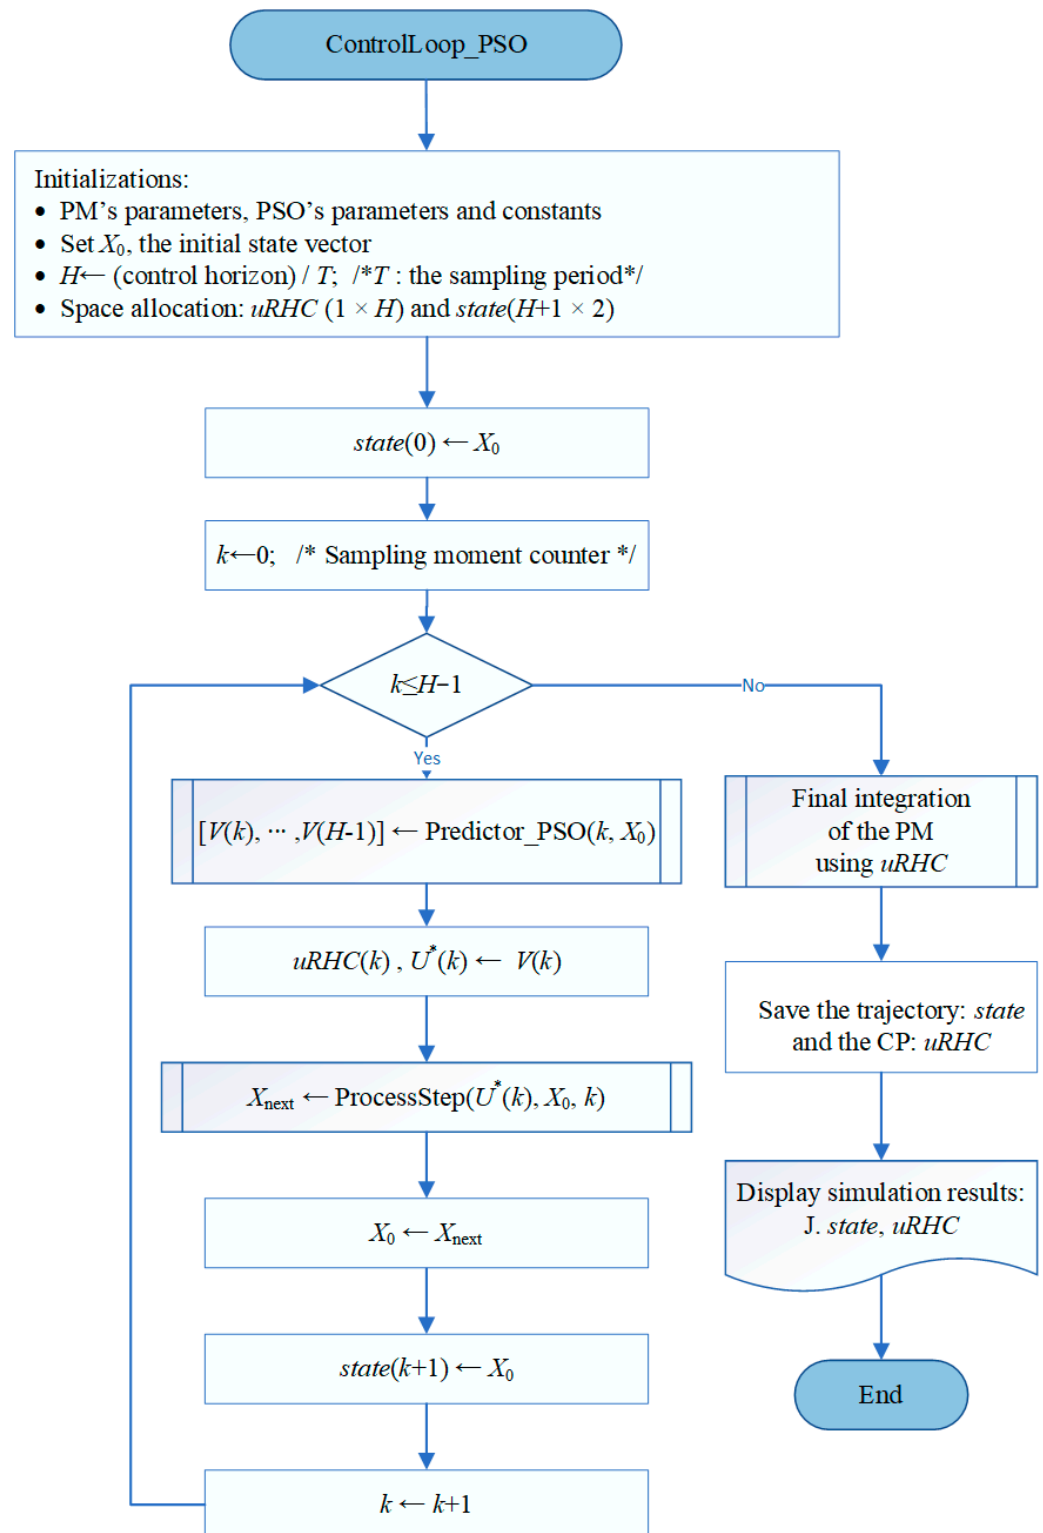 ControlLoop_PSO
Initializations:
• PM's parameters, PSO's parameters and constants
• Set X₀, the initial state vector
• H← (control horizon) / T; /*T : the sampling period*/
• Space allocation: uRHC (1 × H) and state(H+1 × 2)
state(0) ← X₀
k←0; /* Sampling moment counter */
k≤H−1
No
Yes
[V(k), ··· ,V(H-1)] ← Predictor_PSO(k, X₀)
uRHC(k) , U*(k) ← V(k)
X_next ← ProcessStep(U*(k), X₀, k)
X₀ ← X_next
state(k+1) ← X₀
k ← k+1
Final integration
of the PM
using uRHC
Save the trajectory: state
and the CP: uRHC
Display simulation results:
J. state, uRHC
End